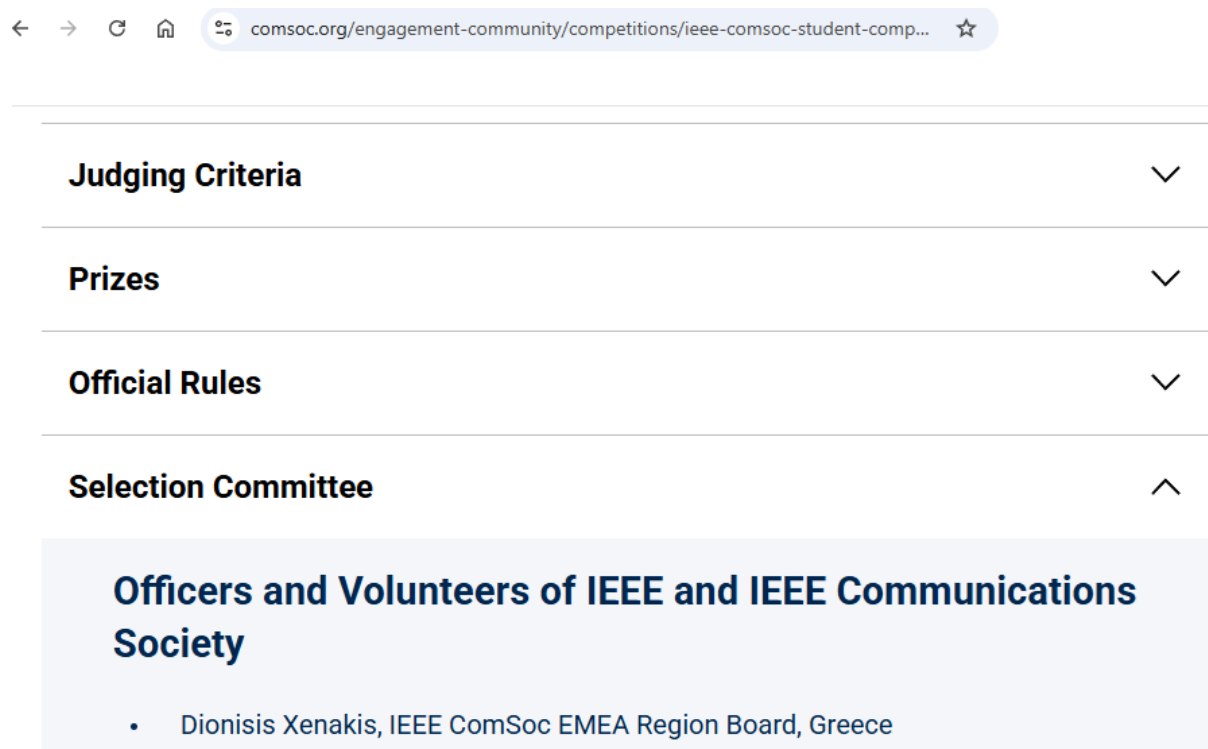 comsoc.org/engagement-community/competitions/ieee-comsoc-student-comp...
Judging Criteria
Prizes
Official Rules
Selection Committee
Officers and Volunteers of IEEE and IEEE Communications
Society
• Dionisis Xenakis, IEEE ComSoc EMEA Region Board, Greece